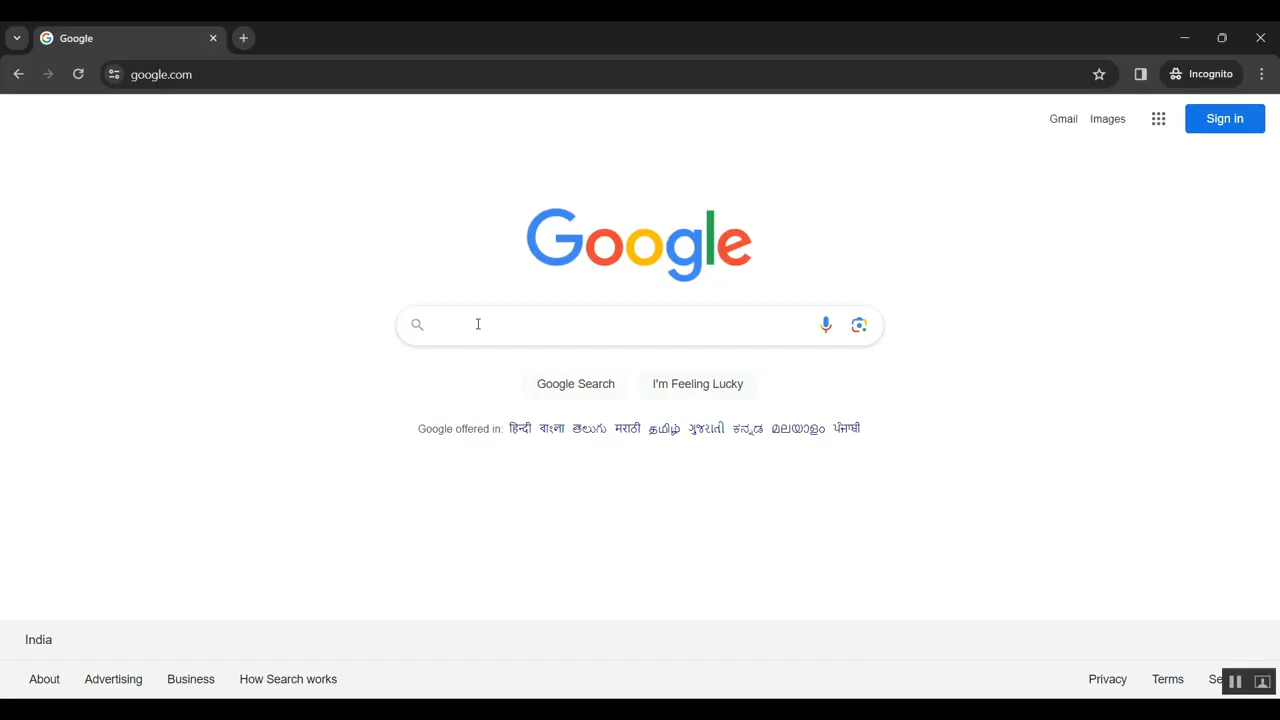 Google
google.com
Incognito
Gmail Images Sign in
Google
Google Search I'm Feeling Lucky
Google offered in: हिन्दी বাংলা తెలుగు मराठी தமிழ் ગુજરાતી ಕನ್ನಡ മലയാളം ਪੰਜਾਬੀ
India
About Advertising Business How Search works Privacy Terms Se